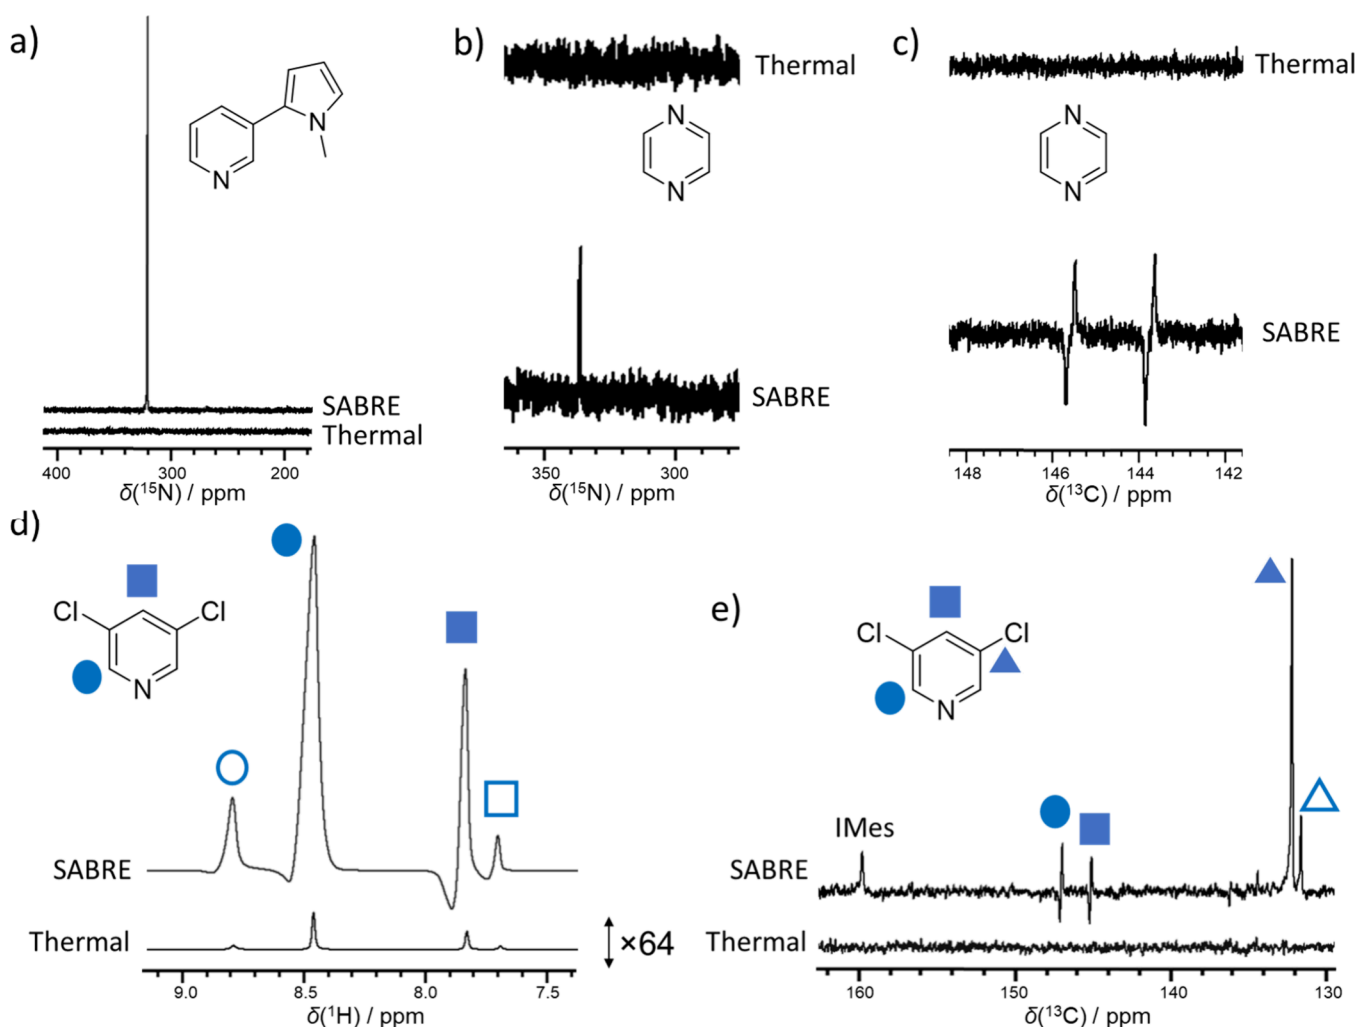 a)
N
N
SABRE
Thermal
400 300 200
δ(¹⁵N) / ppm
b)
Thermal
N
N
SABRE
350 300
δ(¹⁵N) / ppm
c)
Thermal
N
N
SABRE
148 146 144 142
δ(¹³C) / ppm
d)
Cl Cl
N
SABRE
Thermal
×64
9.0 8.5 8.0 7.5
δ(¹H) / ppm
e)
Cl Cl
N
IMes
SABRE
Thermal
160 150 140 130
δ(¹³C) / ppm